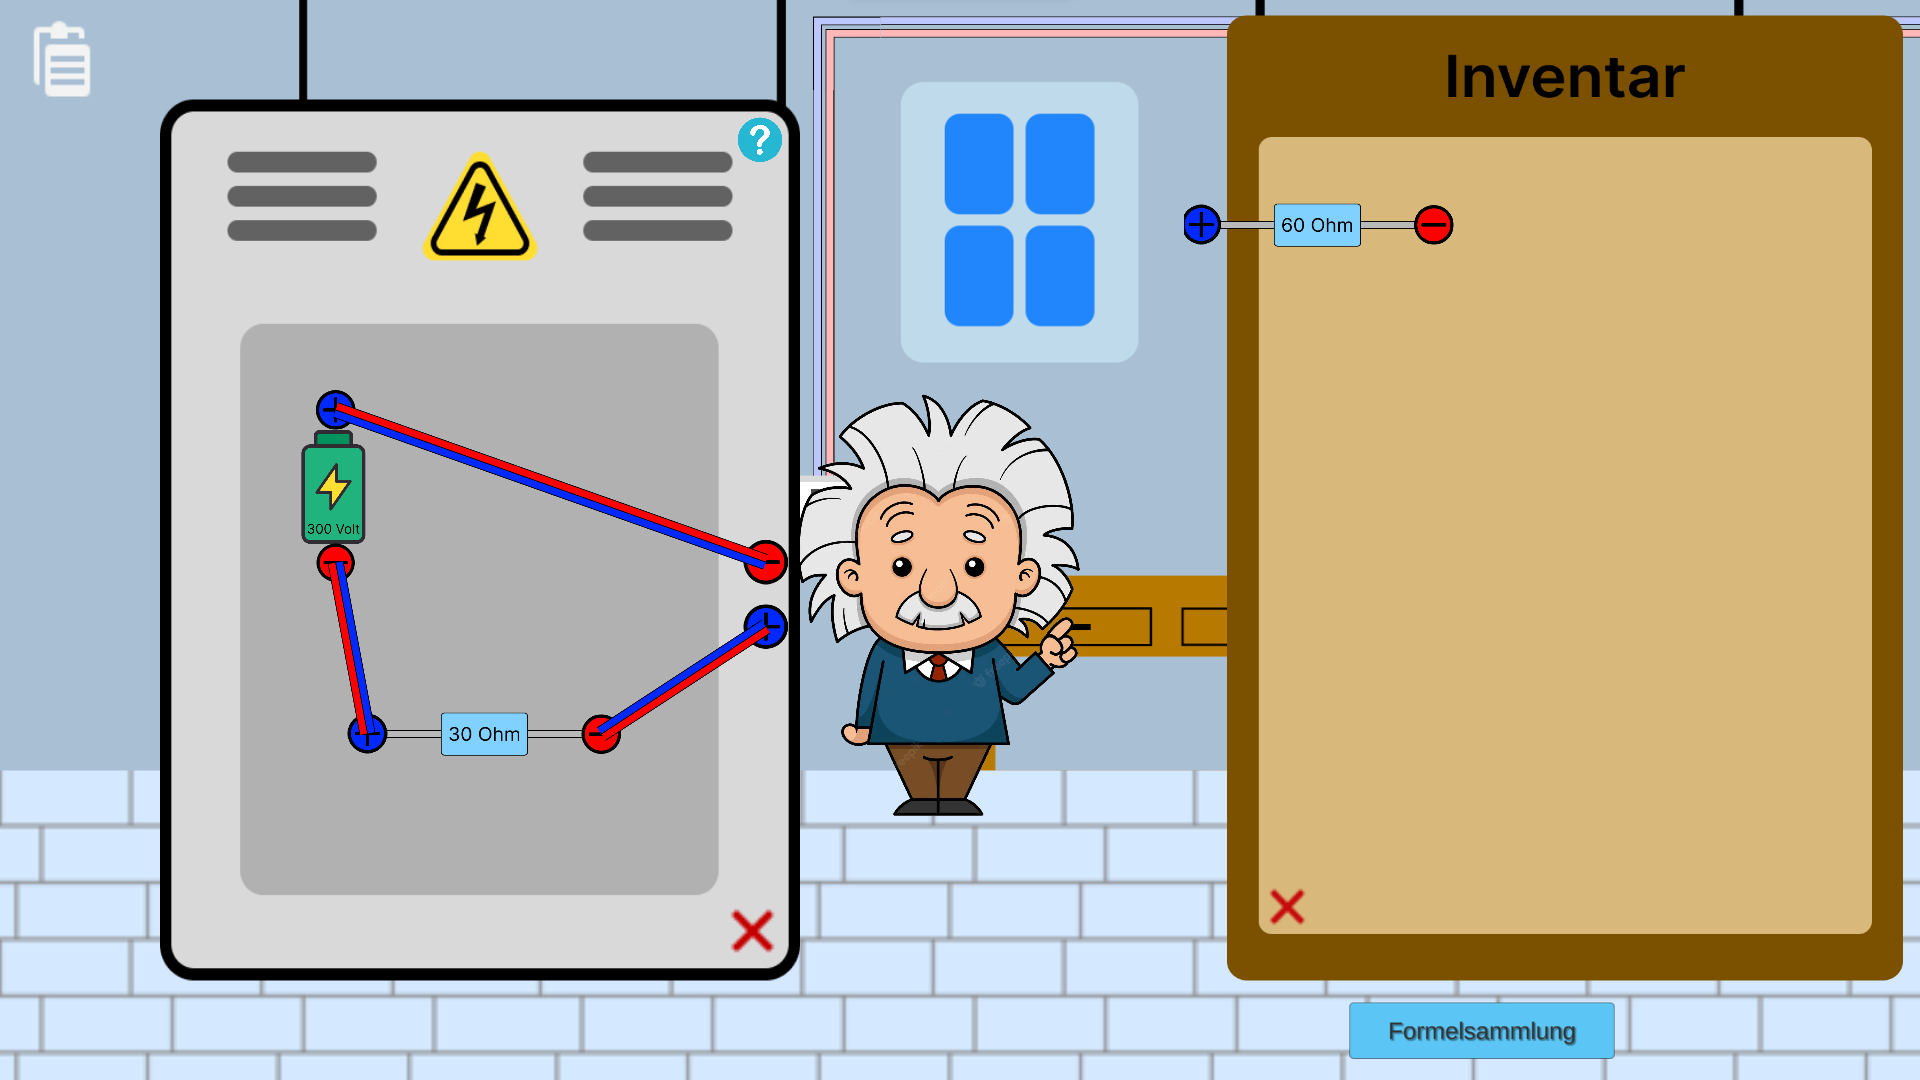 ?
Inventar
60 Ohm
300 Volt
30 Ohm
Formelsammlung